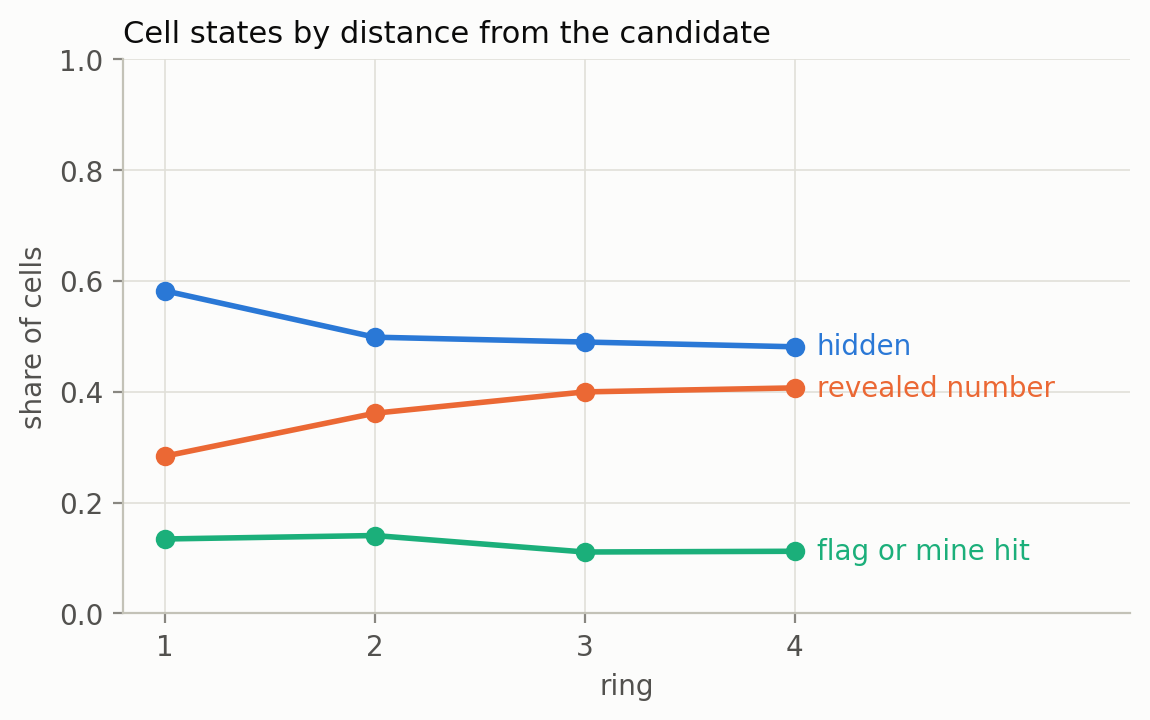 Cell states by distance from the candidate
share of cells
1.0
0.8
0.6
0.4
0.2
0.0
hidden
revealed number
flag or mine hit
1 2 3 4
ring